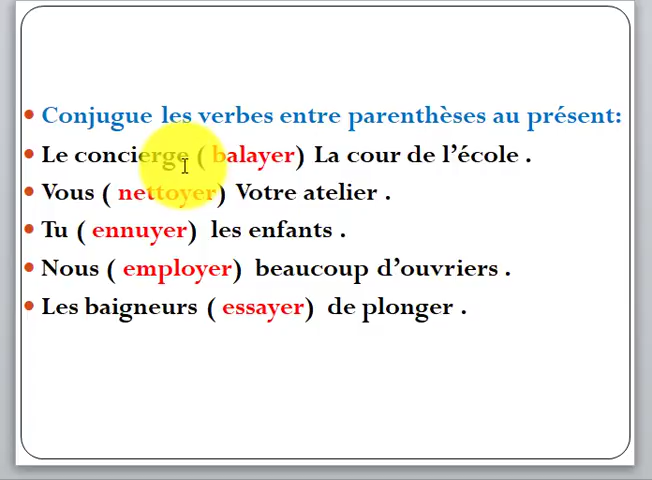 • Conjugue les verbes entre parenthèses au présent:
• Le concierge ( balayer) La cour de l’école .
• Vous ( nettoyer) Votre atelier .
• Tu ( ennuyer) les enfants .
• Nous ( employer) beaucoup d’ouvriers .
• Les baigneurs ( essayer) de plonger .